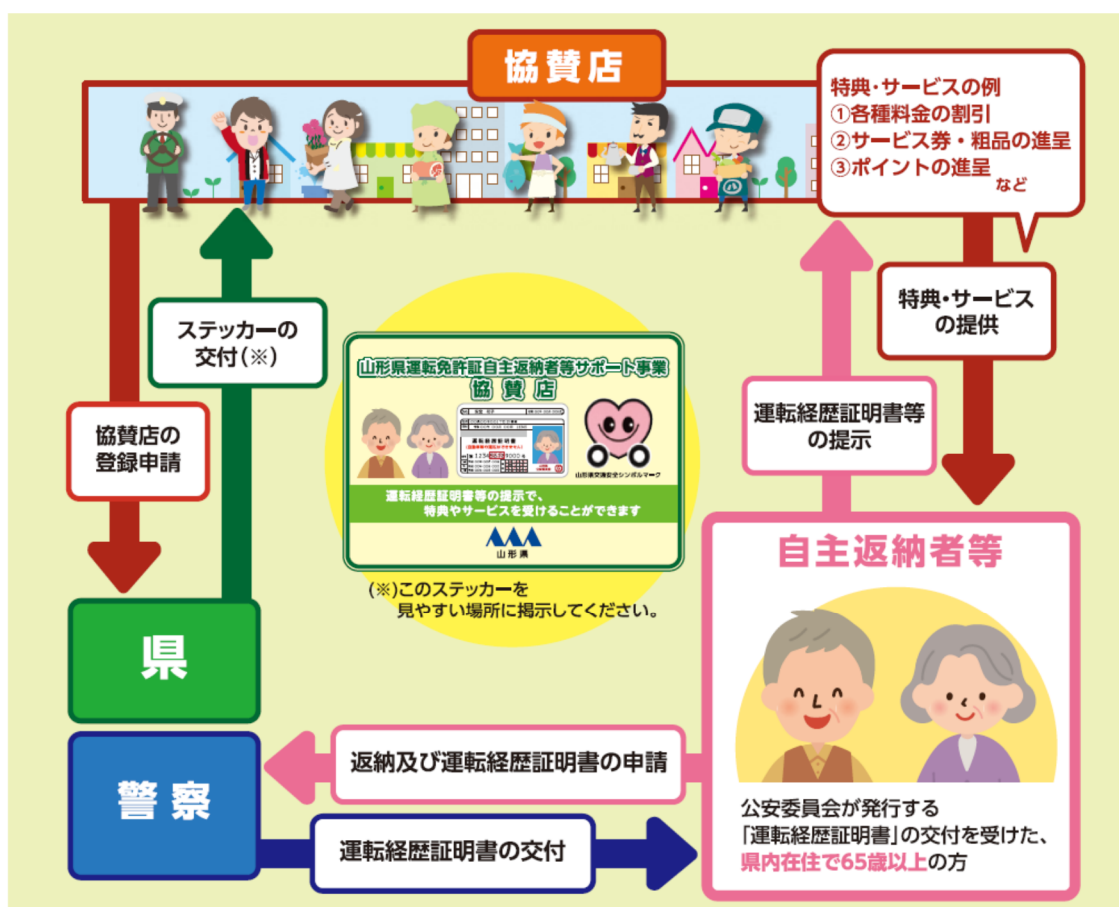 協賛店
特典・サービスの例
①各種料金の割引
②サービス券・粗品の進呈
③ポイントの進呈
など
ステッカーの
交付(※)
特典・サービス
の提供
協賛店の
登録申請
運転経歴証明書等
の提示
山形県運転免許証自主返納者等サポート事業
協賛店
運転経歴証明書
山形県交通安全シンボルマーク
運転経歴証明書等の提示で、
特典やサービスを受けることができます
山形県
(※)このステッカーを
見やすい場所に掲示してください。
県
警察
自主返納者等
返納及び運転経歴証明書の申請
運転経歴証明書の交付
公安委員会が発行する
「運転経歴証明書」の交付を受けた、
県内在住で65歳以上の方